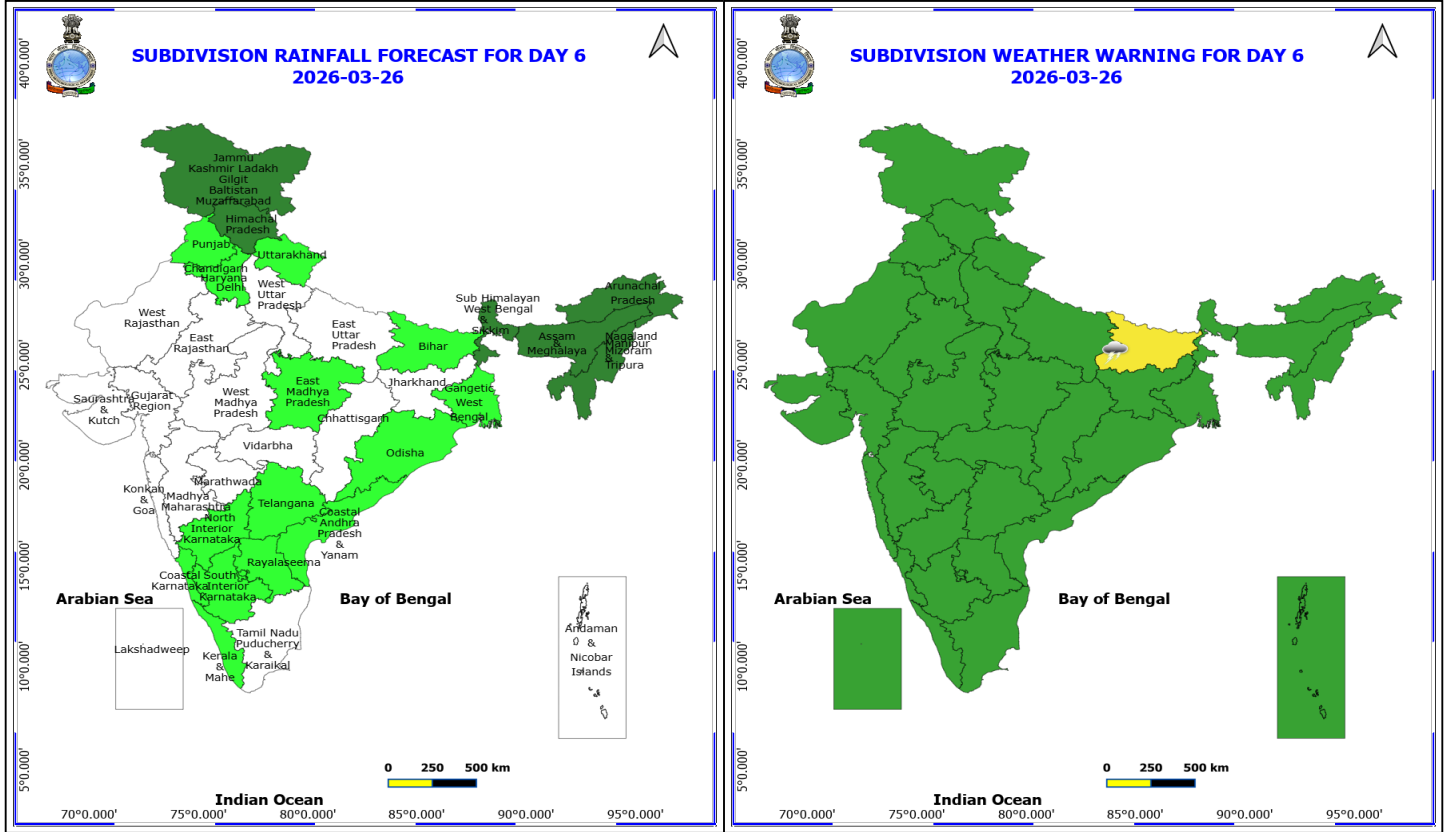 SUBDIVISION RAINFALL FORECAST FOR DAY 6
2026-03-26
40°0.000'
35°0.000'
30°0.000'
25°0.000'
20°0.000'
15°0.000'
10°0.000'
5°0.000'
Jammu
Kashmir Ladakh
Gilgit
Baltistan
Muzaffarabad
Himachal
Pradesh
Punjab
Uttarakhand
Chandigarh
Haryana
Delhi
West
Uttar
Pradesh
West
Rajasthan
East
Rajasthan
East
Uttar
Pradesh
Bihar
Sub Himalayan
West Bengal
&
Sikkim
Arunachal
Pradesh
Assam
&
Meghalaya
Nagaland
Manipur
Mizoram
&
Tripura
Saurashtra
&
Kutch
Gujarat
Region
West
Madhya
Pradesh
East
Madhya
Pradesh
Jharkhand
Gangetic
West
Bengal
Chhattisgarh
Odisha
Vidarbha
Marathwada
Konkan
&
Goa
Madhya
Maharashtra
Telangana
North
Interior
Karnataka
Coastal
Andhra
Pradesh
&
Yanam
Rayalaseema
Coastal
Karnataka
South
Interior
Karnataka
Arabian Sea
Bay of Bengal
Lakshadweep
Kerala
&
Mahe
Tamil Nadu
Puducherry
&
Karaikal
Andaman
&
Nicobar
Islands
0 250 500 km
Indian Ocean
70°0.000' 75°0.000' 80°0.000' 85°0.000' 90°0.000' 95°0.000'
SUBDIVISION WEATHER WARNING FOR DAY 6
2026-03-26
40°0.000'
35°0.000'
30°0.000'
25°0.000'
20°0.000'
15°0.000'
10°0.000'
5°0.000'
Arabian Sea
Bay of Bengal
0 250 500 km
Indian Ocean
70°0.000' 75°0.000' 80°0.000' 85°0.000' 90°0.000' 95°0.000'